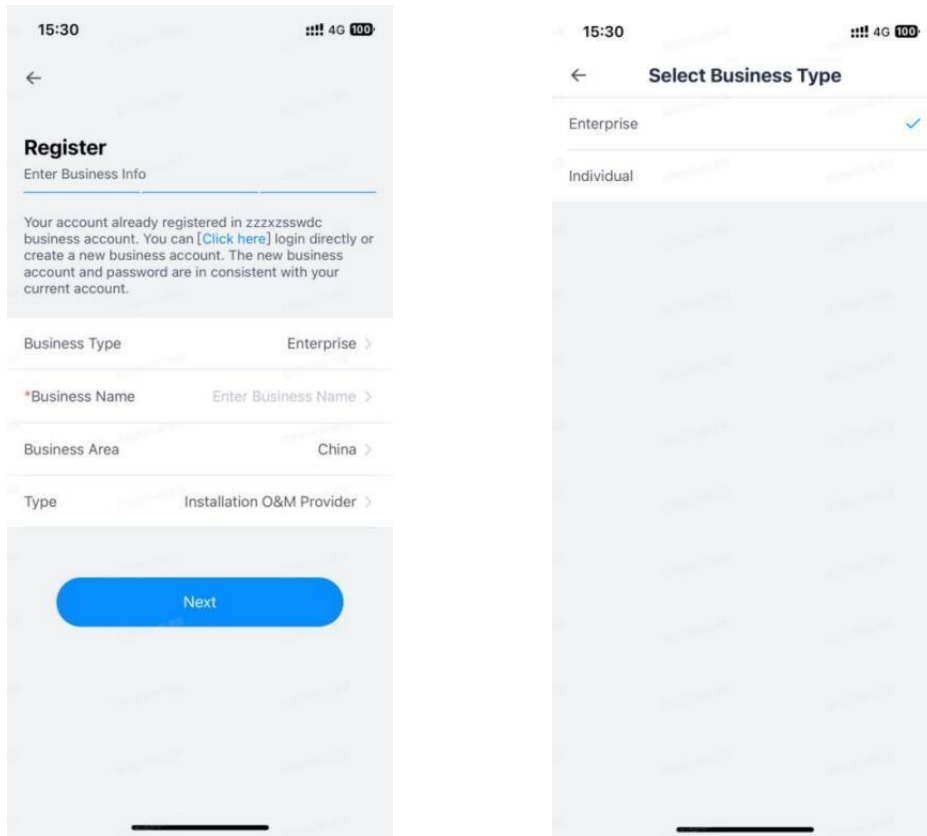 15:30
4G 100
Register
Enter Business Info
Your account already registered in zzzxzsswdc
business account. You can [Click here] login directly or
create a new business account. The new business
account and password are in consistent with your
current account.
Business Type Enterprise
*Business Name Enter Business Name
Business Area China
Type Installation O&M Provider
Next
15:30
4G 100
Select Business Type
Enterprise
Individual